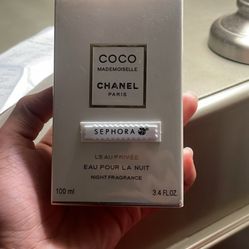 COCO
MADEMOISELLE
CHANEL
PARIS
SEPHORA
L'EAU PRIVÉE
EAU POUR LA NUIT
NIGHT FRAGRANCE
100 ml 3.4 FL.OZ.